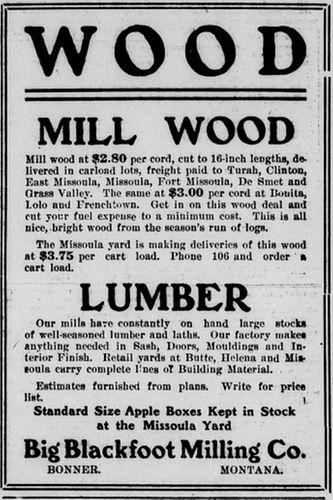 WOOD
MILL WOOD
Mill wood at $2.80 per cord, cut to 16-inch lengths, de-
livered in carload lots, freight paid to Turah, Clinton,
East Missoula, Missoula, Fort Missoula, De Smet and
Grass Valley. The same at $3.00 per cord at Bonita,
Lolo and Frenchtown. Get in on this wood deal and
cut your fuel expense to a minimum cost. This is all
nice, bright wood from the season's run of logs.
The Missoula yard is making deliveries of this wood
at $3.75 per cart load. Phone 106 and order a
cart load.
LUMBER
Our mills have constantly on hand large stocks
of well-seasoned lumber and laths. Our factory makes
anything needed in Sash, Doors, Mouldings and In-
terior Finish. Retail yards at Butte, Helena and Mis-
soula carry complete lines of Building Material.
Estimates furnished from plans. Write for price
list.
Standard Size Apple Boxes Kept in Stock
at the Missoula Yard
Big Blackfoot Milling Co.
BONNER. MONTANA.